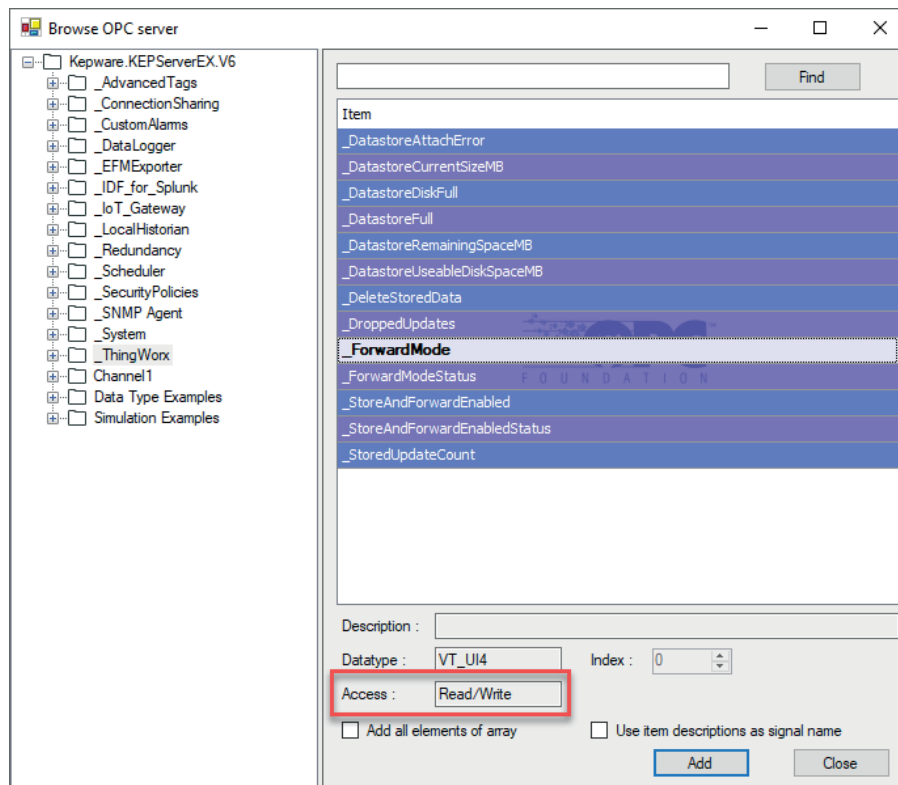 Browse OPC server
Kepware.KEPServerEX.V6
_AdvancedTags
_ConnectionSharing
_CustomAlarms
_DataLogger
_EFMExporter
_IDF_for_Splunk
_IoT_Gateway
_LocalHistorian
_Redundancy
_Scheduler
_SecurityPolicies
_SNMP Agent
_System
_ThingWorx
Channel1
Data Type Examples
Simulation Examples
Find
Item
_DatastoreAttachError
_DatastoreCurrentSizeMB
_DatastoreDiskFull
_DatastoreFull
_DatastoreRemainingSpaceMB
_DatastoreUseableDiskSpaceMB
_DeleteStoredData
_DroppedUpdates
OPC
_ForwardMode
_ForwardModeStatus
FOUNDATION
_StoreAndForwardEnabled
_StoreAndForwardEnabledStatus
_StoredUpdateCount
Description :
Datatype : VT_UI4 Index : 0
Access : Read/Write
Add all elements of array Use item descriptions as signal name
Add Close